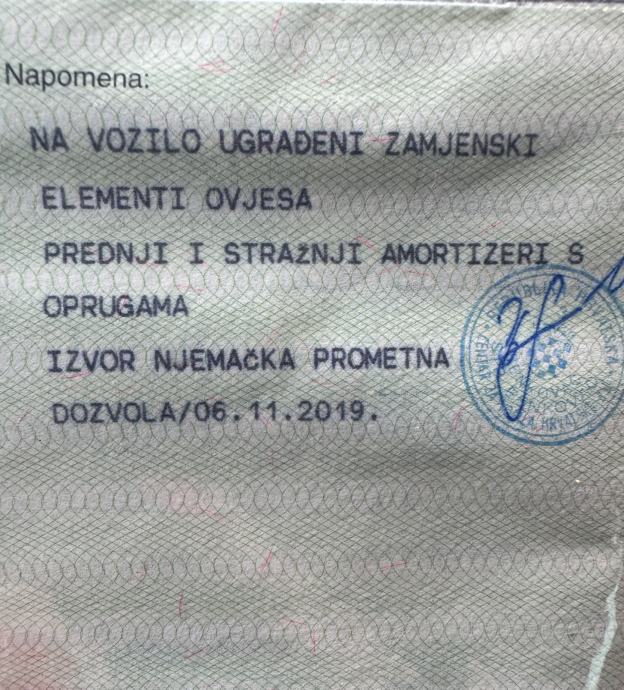 Napomena:
NA VOZILO UGRAĐENI ZAMJENSKI
ELEMENTI OVJESA
PREDNJI I STRAžNJI AMORTIZERI S
OPRUGAMA
IZVOR NJEMAčKA PROMETNA
DOZVOLA/06.11.2019.